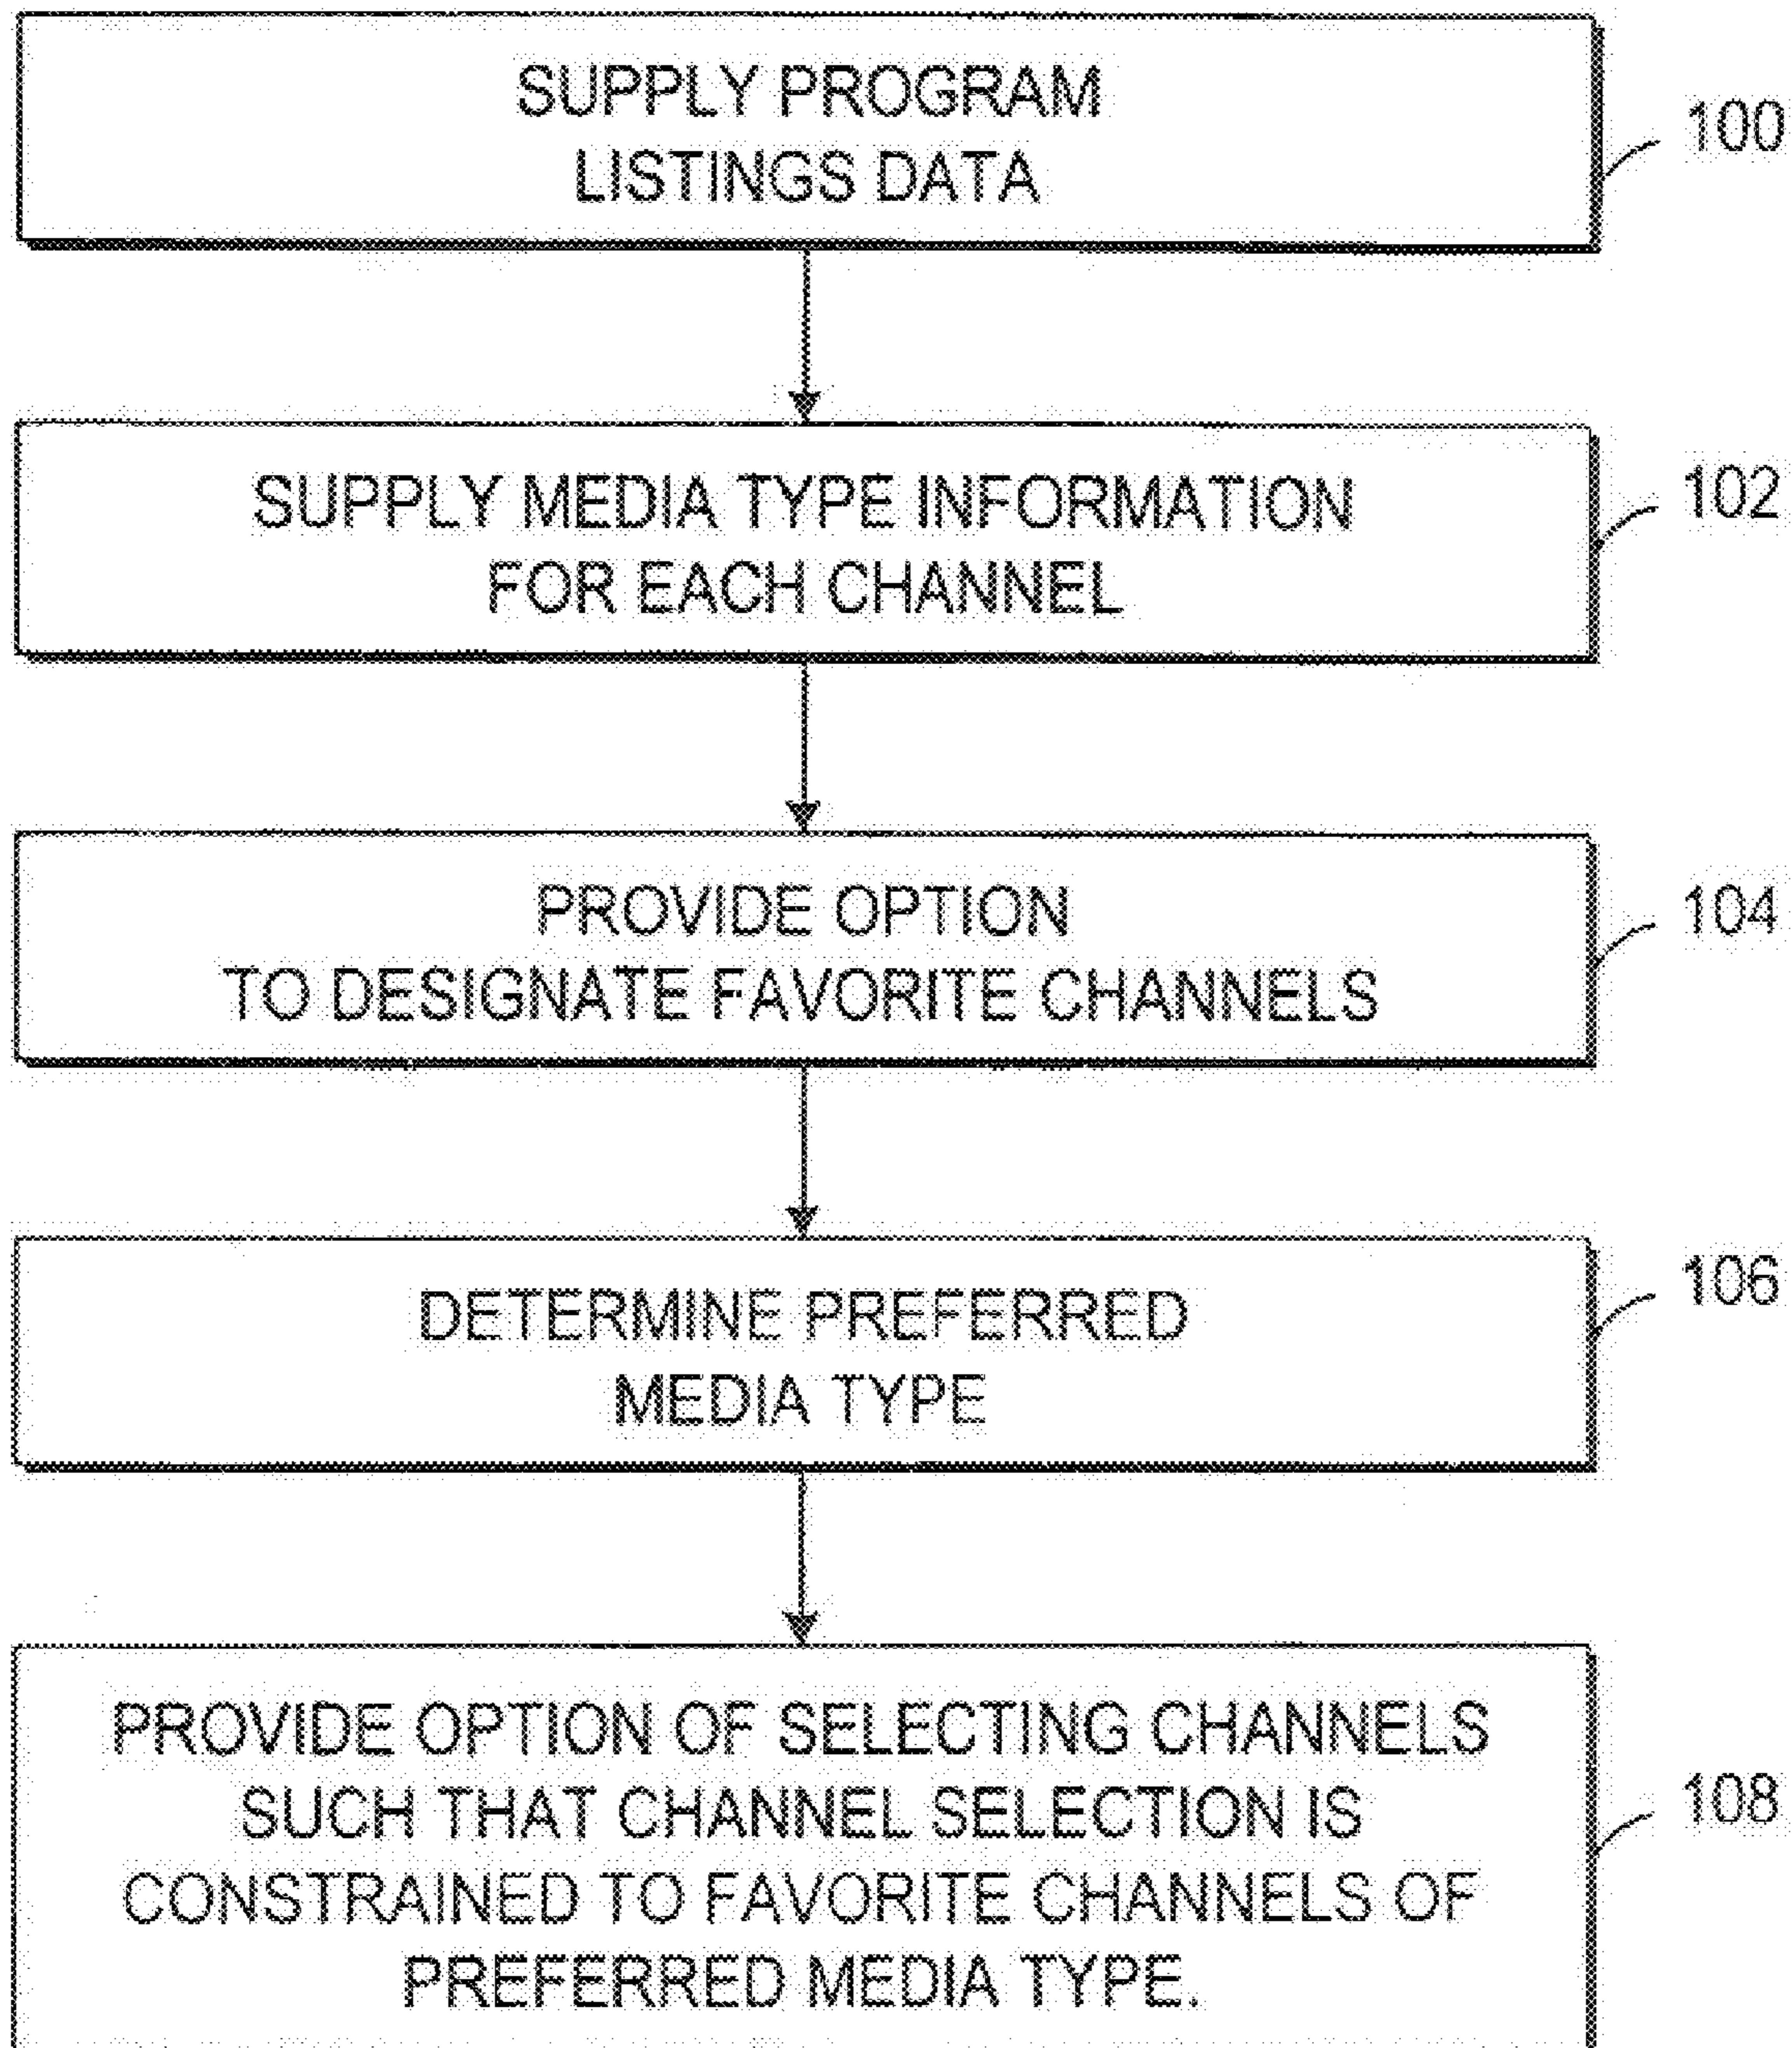 SUPPLY PROGRAM
LISTINGS DATA
100
SUPPLY MEDIA TYPE INFORMATION
FOR EACH CHANNEL
102
PROVIDE OPTION
TO DESIGNATE FAVORITE CHANNELS
104
DETERMINE PREFERRED
MEDIA TYPE
106
PROVIDE OPTION OF SELECTING CHANNELS
SUCH THAT CHANNEL SELECTION IS
CONSTRAINED TO FAVORITE CHANNELS OF
PREFERRED MEDIA TYPE.
108